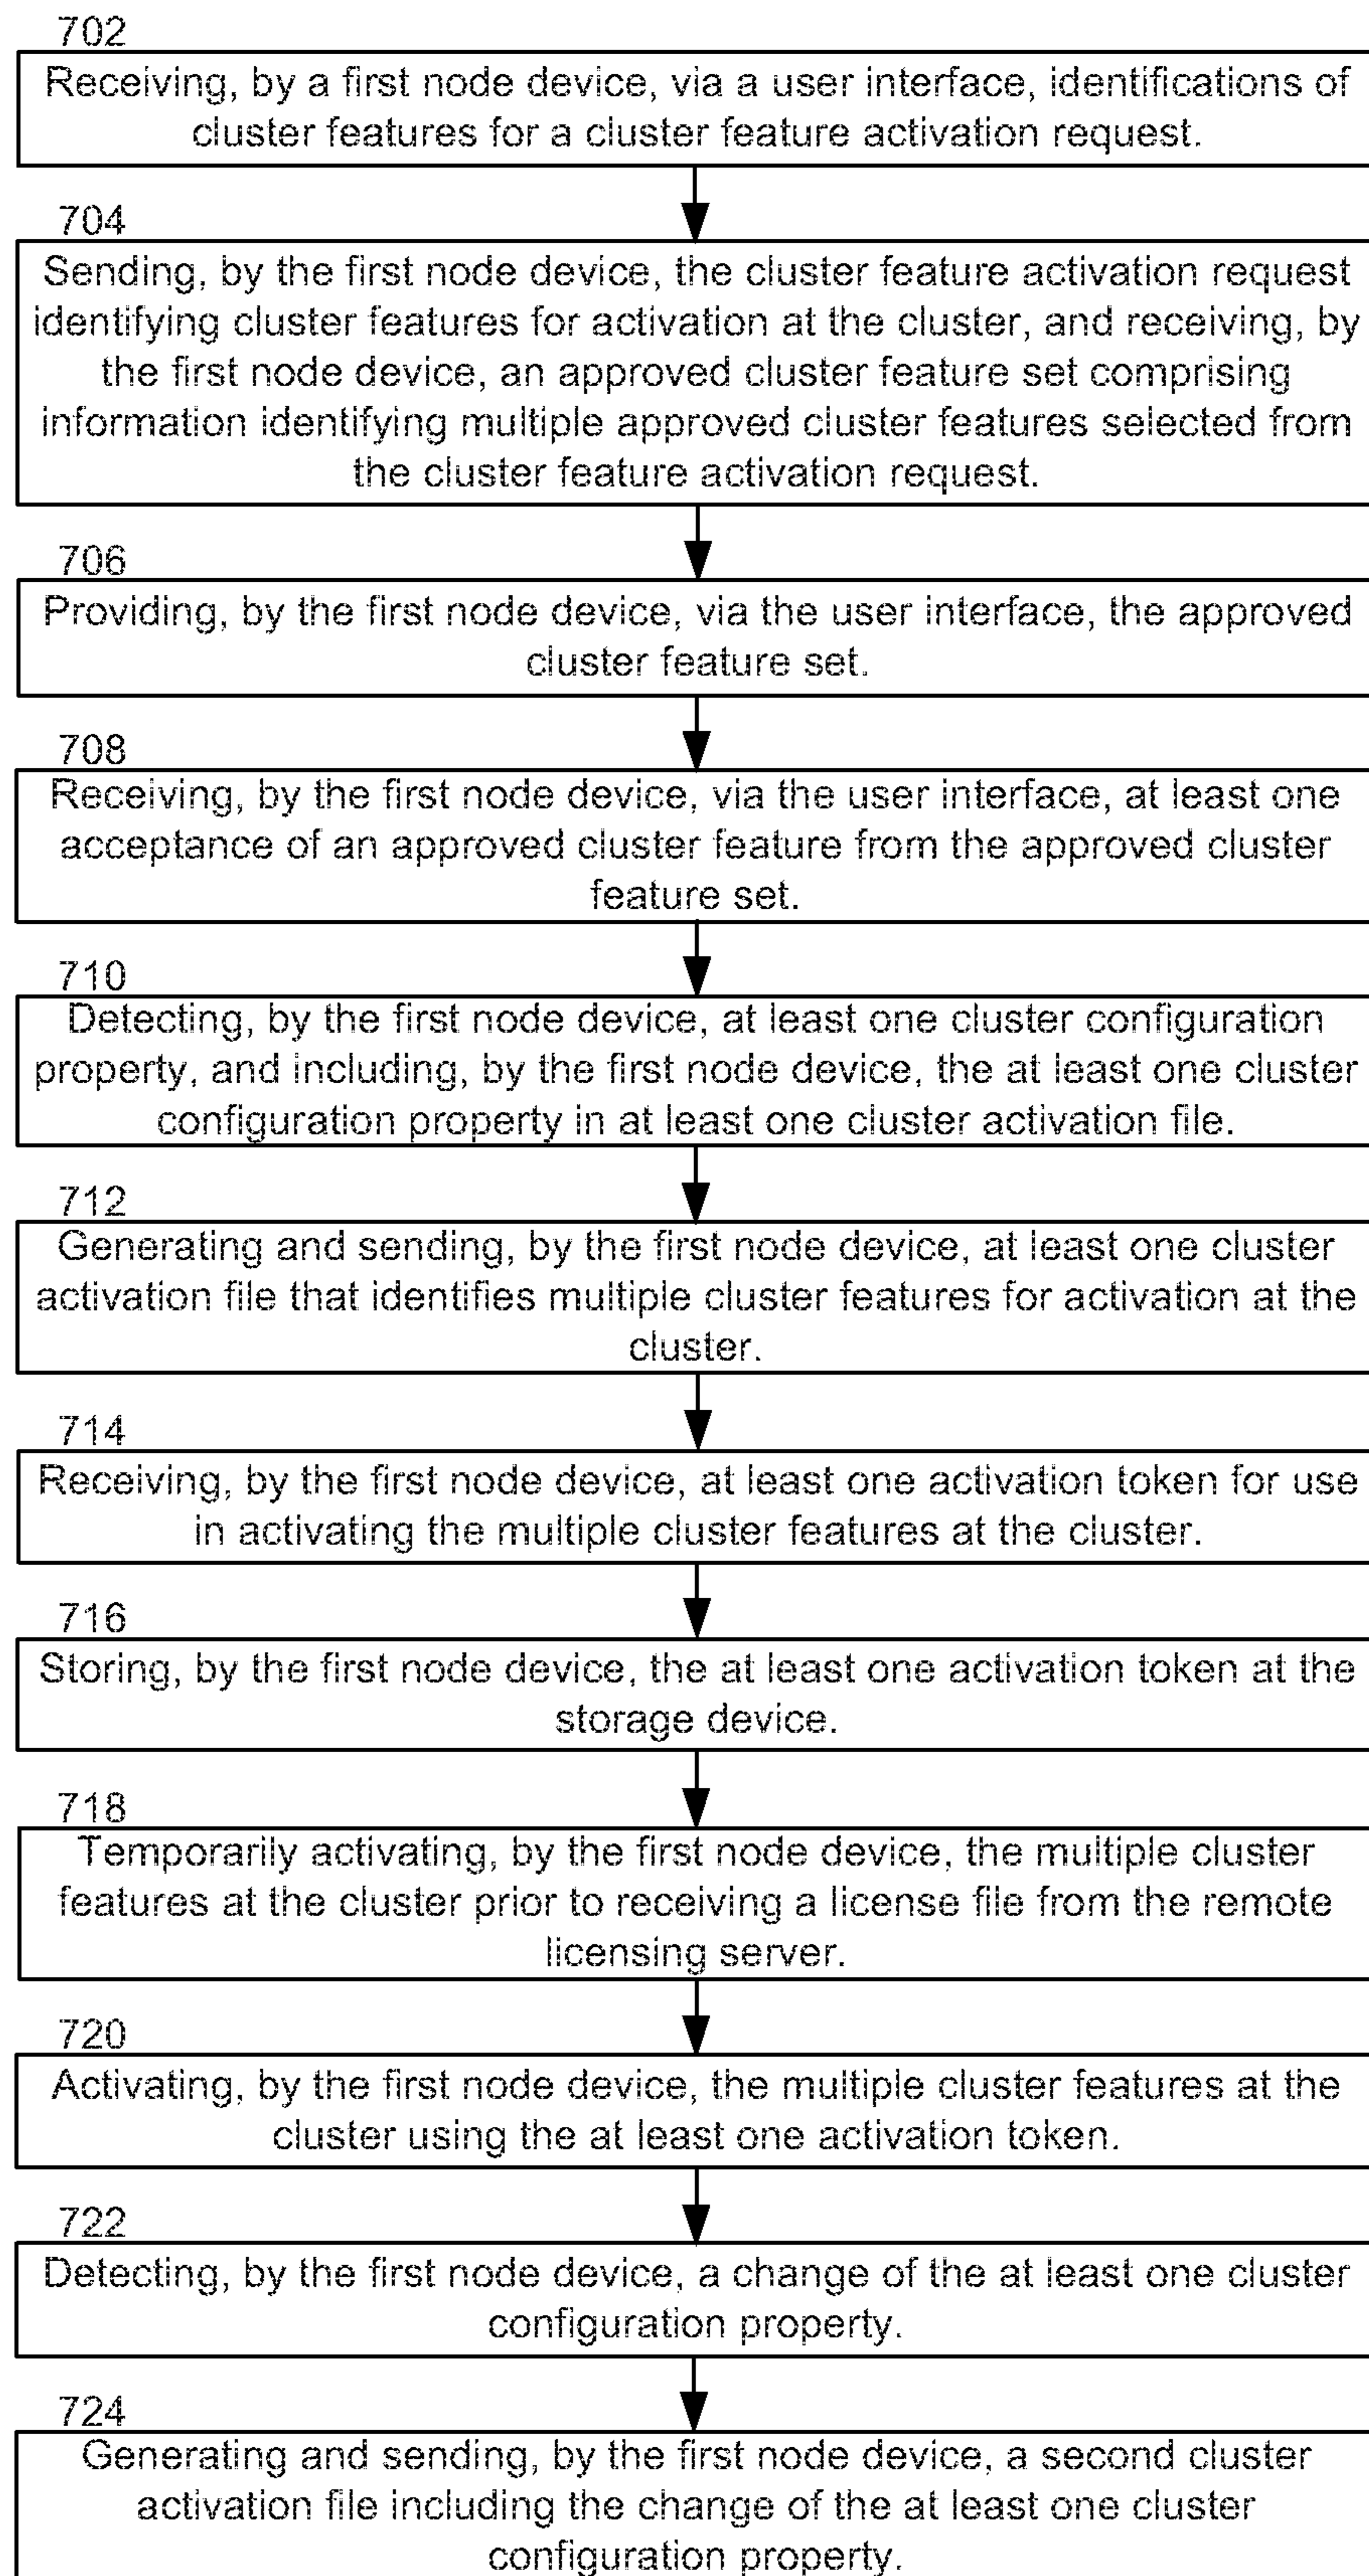 702
Receiving, by a first node device, via a user interface, identifications of
cluster features for a cluster feature activation request.
704
Sending, by the first node device, the cluster feature activation request
identifying cluster features for activation at the cluster, and receiving, by
the first node device, an approved cluster feature set comprising
information identifying multiple approved cluster features selected from
the cluster feature activation request.
706
Providing, by the first node device, via the user interface, the approved
cluster feature set.
708
Receiving, by the first node device, via the user interface, at least one
acceptance of an approved cluster feature from the approved cluster
feature set.
710
Detecting, by the first node device, at least one cluster configuration
property, and including, by the first node device, the at least one cluster
configuration property in at least one cluster activation file.
712
Generating and sending, by the first node device, at least one cluster
activation file that identifies multiple cluster features for activation at the
cluster.
714
Receiving, by the first node device, at least one activation token for use
in activating the multiple cluster features at the cluster.
716
Storing, by the first node device, the at least one activation token at the
storage device.
718
Temporarily activating, by the first node device, the multiple cluster
features at the cluster prior to receiving a license file from the remote
licensing server.
720
Activating, by the first node device, the multiple cluster features at the
cluster using the at least one activation token.
722
Detecting, by the first node device, a change of the at least one cluster
configuration property.
724
Generating and sending, by the first node device, a second cluster
activation file including the change of the at least one cluster
configuration property.